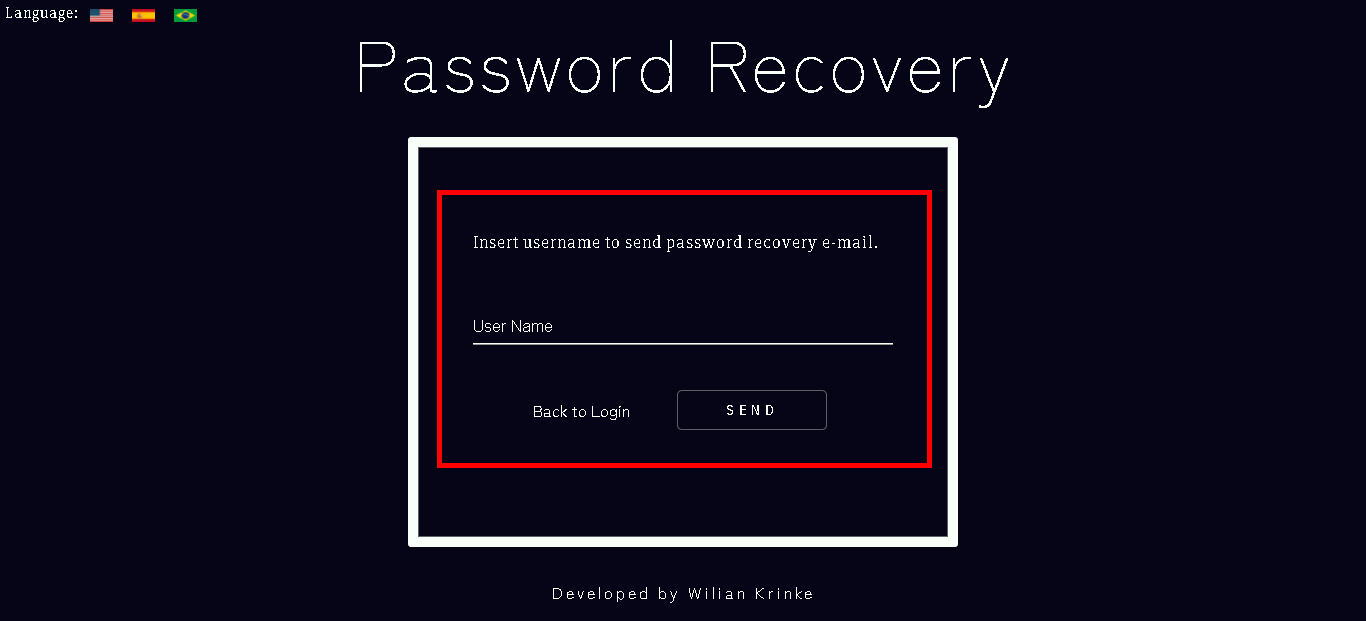 Language:
Password Recovery
Insert username to send password recovery e-mail.
User Name
Back to Login
SEND
Developed by Wilian Krinke